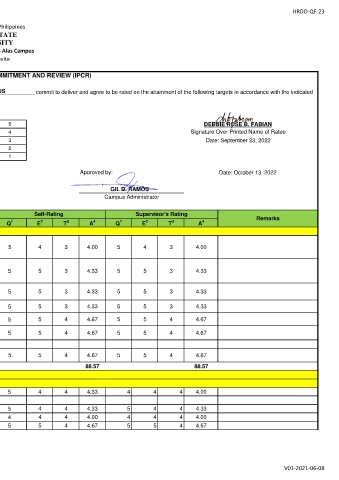 HRDO-QF-23
Philippines
TATE
SITY
s Alas Campus
vite
MMITMENT AND REVIEW (IPCR)
US, commit to deliver and agree to be rated on the attainment of the following targets in accordance with the indicated
5
4
3
2
1
DEBBIE ROSE B. FABIAN
Signature Over Printed Name of Ratee
Date: September 23, 2022
Approved by:
Date: October 13, 2022
GIL D. RAMOS
Campus Administrator
Self-Rating Supervisor's Rating Remarks
Q1 E2 T3 A4 Q1 E2 T3 A4
5 4 3 4.00 5 4 3 4.00
5 5 3 4.33 5 5 3 4.33
5 5 3 4.33 5 5 3 4.33
5 5 3 4.33 5 5 3 4.33
5 5 4 4.67 5 5 4 4.67
5 5 4 4.67 5 5 4 4.67
5 5 4 4.67 5 5 4 4.67
88.57 88.57
5 4 4 4.33 4 4 4 4.00
5 4 4 4.33 5 4 4 4.33
4 4 4 4.00 4 4 4 4.00
5 5 4 4.67 5 5 4 4.67
V01-2021-06-08